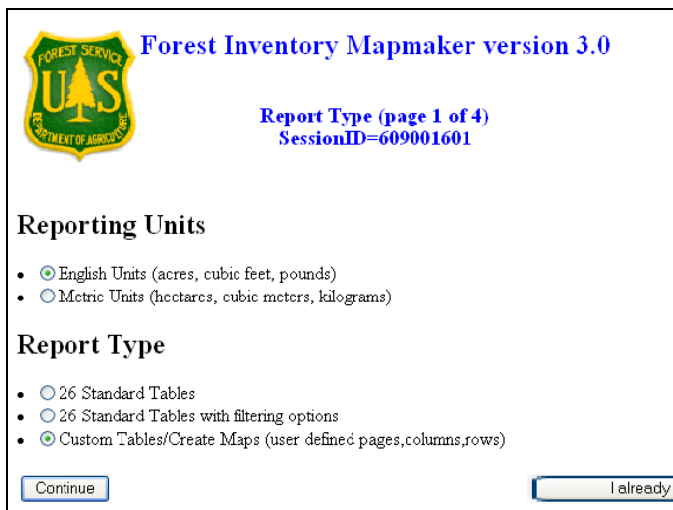 FOREST SERVICE
US
DEPARTMENT OF AGRICULTURE
Forest Inventory Mapmaker version 3.0
Report Type (page 1 of 4)
SessionID=609001601
Reporting Units
English Units (acres, cubic feet, pounds)
Metric Units (hectares, cubic meters, kilograms)
Report Type
26 Standard Tables
26 Standard Tables with filtering options
Custom Tables/Create Maps (user defined pages,columns,rows)
Continue
I already